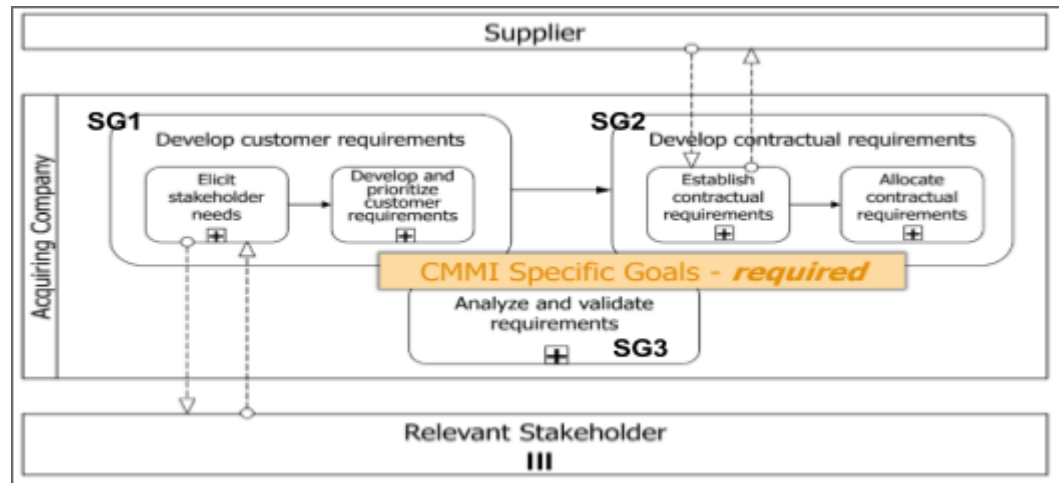 Supplier
Acquiring Company
SG1
Develop customer requirements
Elicit
stakeholder
needs
Develop and
prioritize
customer
requirements
SG2
Develop contractual requirements
Establish
contractual
requirements
Allocate
contractual
requirements
CMMI Specific Goals - required
Analyze and validate
requirements
SG3
Relevant Stakeholder